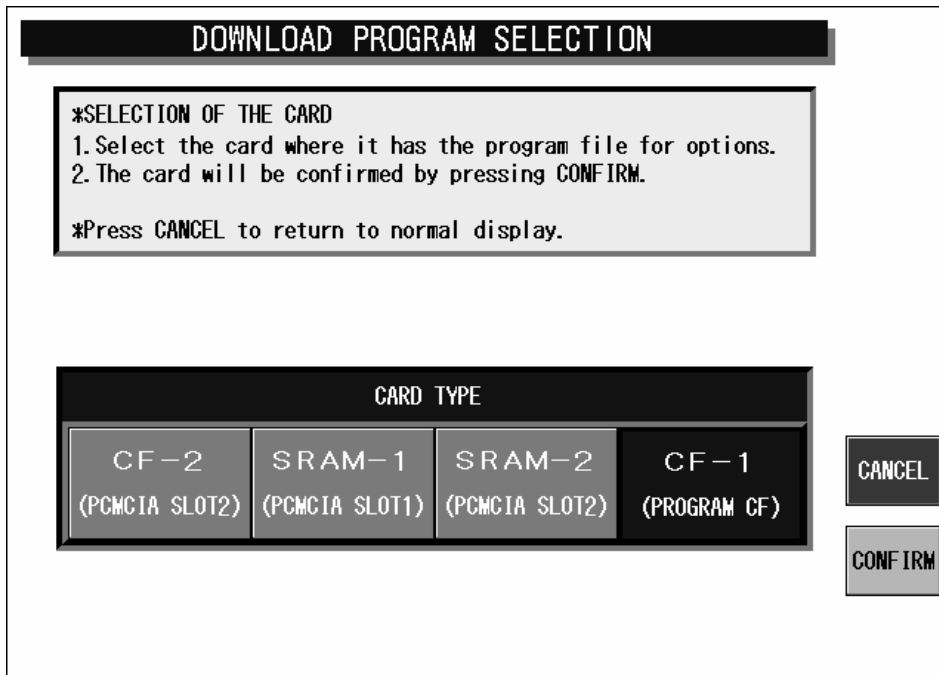 DOWNLOAD PROGRAM SELECTION
*SELECTION OF THE CARD
1.Select the card where it has the program file for options.
2.The card will be confirmed by pressing CONFIRM.
*Press CANCEL to return to normal display.
CARD TYPE
CF-2 SRAM-1 SRAM-2 CF-1
(PCMCIA SLOT2) (PCMCIA SLOT1) (PCMCIA SLOT2) (PROGRAM CF)
CANCEL
CONFIRM